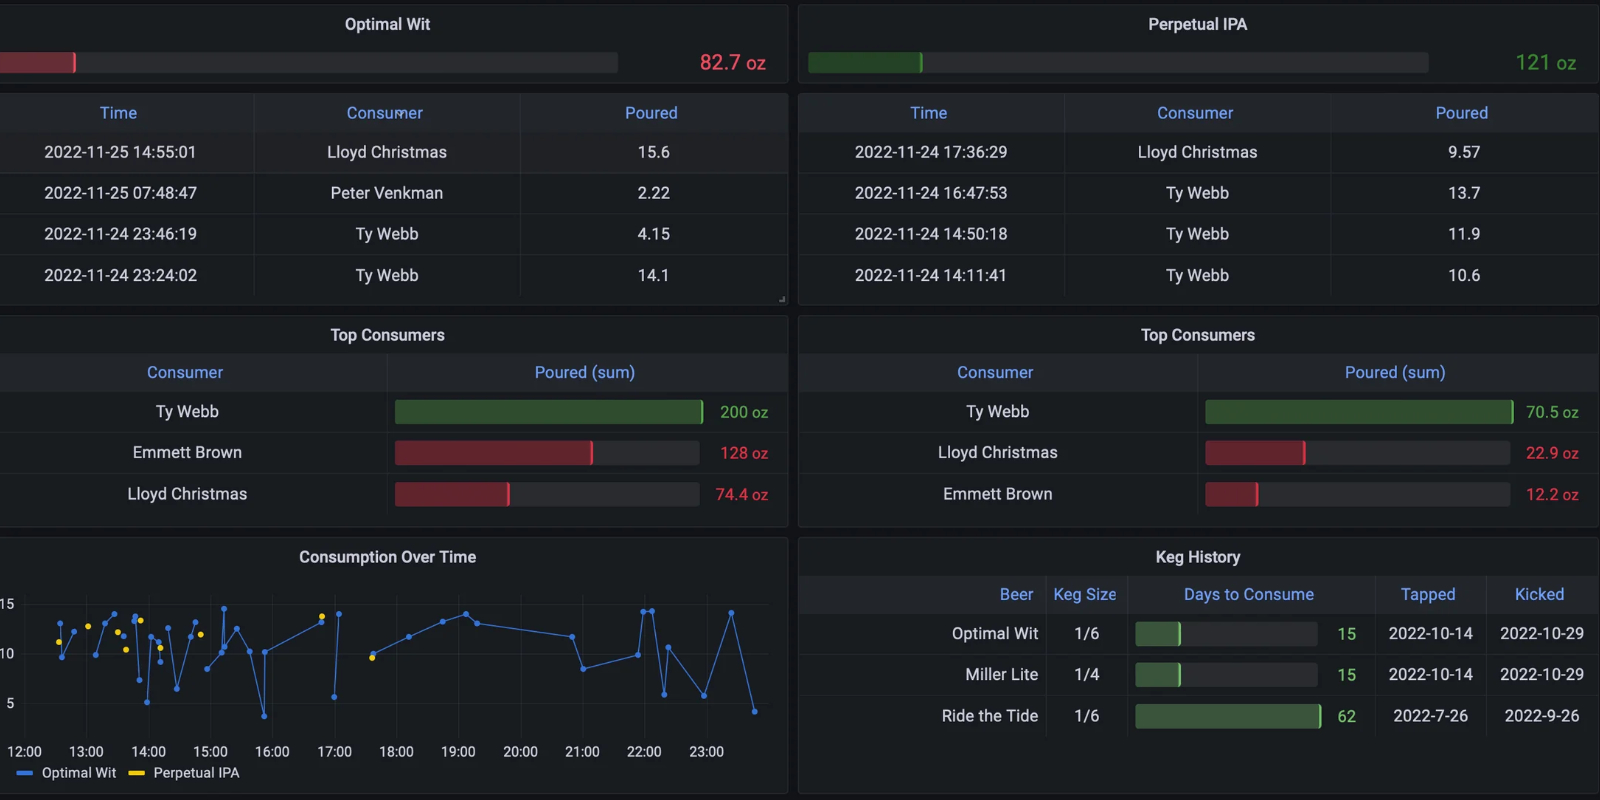 Optimal Wit
82.7 oz
Time Consumer Poured
2022-11-25 14:55:01 Lloyd Christmas 15.6
2022-11-25 07:48:47 Peter Venkman 2.22
2022-11-24 23:46:19 Ty Webb 4.15
2022-11-24 23:24:02 Ty Webb 14.1
Perpetual IPA
121 oz
Time Consumer Poured
2022-11-24 17:36:29 Lloyd Christmas 9.57
2022-11-24 16:47:53 Ty Webb 13.7
2022-11-24 14:50:18 Ty Webb 11.9
2022-11-24 14:11:41 Ty Webb 10.6
Top Consumers
Consumer Poured (sum)
Ty Webb 200 oz
Emmett Brown 128 oz
Lloyd Christmas 74.4 oz
Top Consumers
Consumer Poured (sum)
Ty Webb 70.5 oz
Lloyd Christmas 22.9 oz
Emmett Brown 12.2 oz
Consumption Over Time
15
10
5
12:00 13:00 14:00 15:00 16:00 17:00 18:00 19:00 20:00 21:00 22:00 23:00
Optimal Wit Perpetual IPA
Keg History
Beer Keg Size Days to Consume Tapped Kicked
Optimal Wit 1/6 15 2022-10-14 2022-10-29
Miller Lite 1/4 15 2022-10-14 2022-10-29
Ride the Tide 1/6 62 2022-7-26 2022-9-26